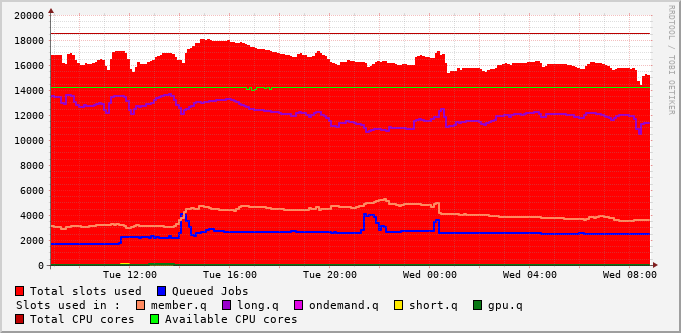 20000
18000
16000
14000
12000
10000
8000
6000
4000
2000
0
Tue 12:00 Tue 16:00 Tue 20:00 Wed 00:00 Wed 04:00 Wed 08:00
Total slots used Queued Jobs
Slots used in : member.q long.q ondemand.q short.q gpu.q
Total CPU cores Available CPU cores
RRDTOOL / TOBI OETIKER